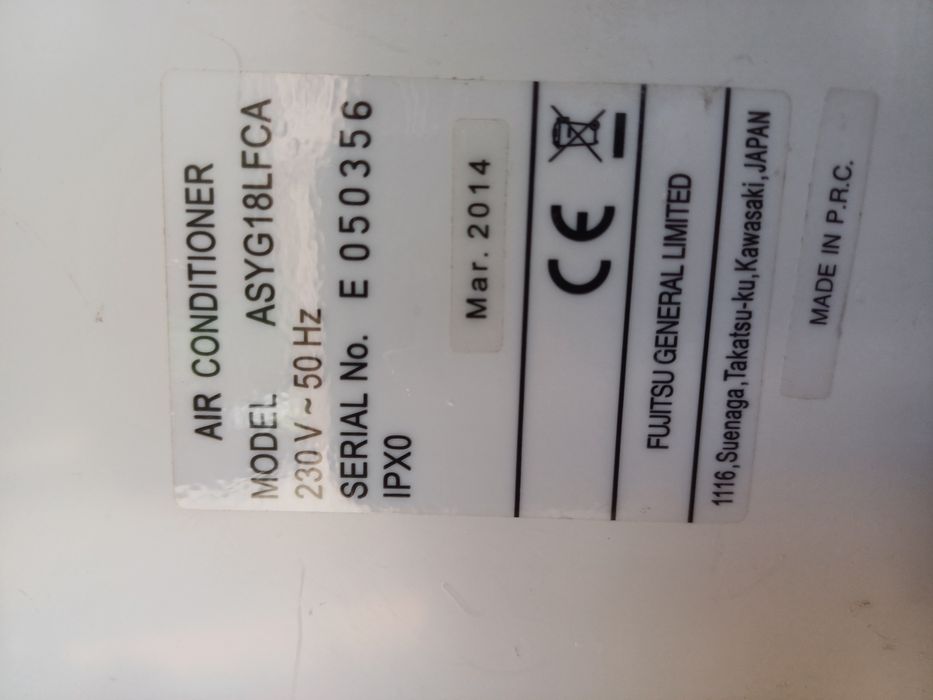 AIR CONDITIONER
MODEL ASYG18LFCA
230 V ~ 50 Hz
SERIAL No. E 050356
IPX0
Mar. 2014
CE
FUJITSU GENERAL LIMITED
1116,Suenaga,Takatsu-ku,Kawasaki,JAPAN
MADE IN P.R.C.